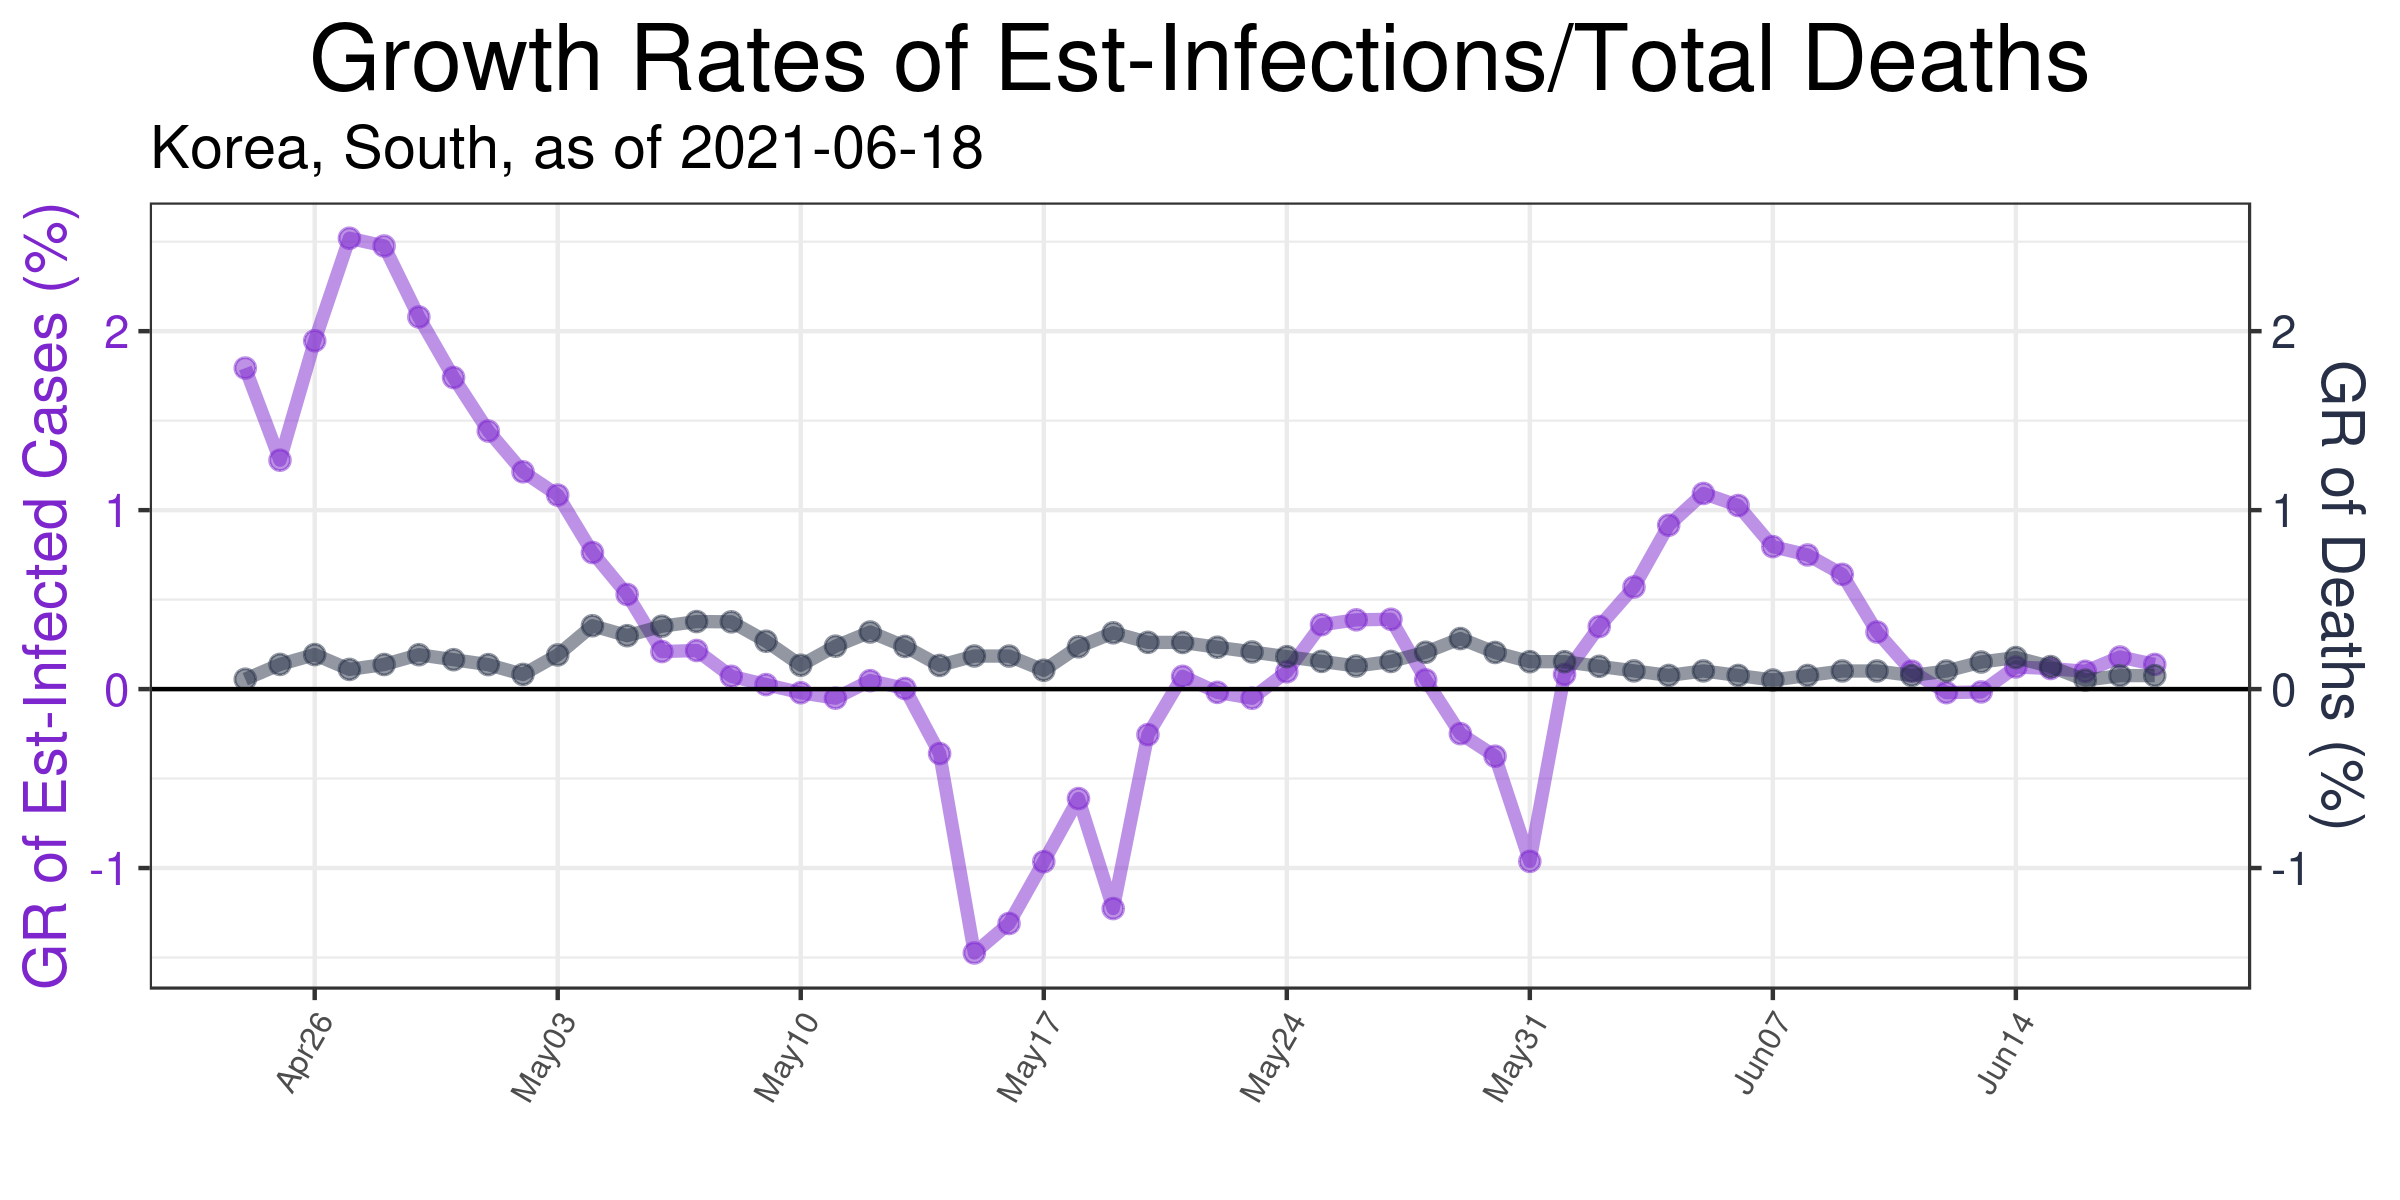 Growth Rates of Est-Infections/Total Deaths
Korea, South, as of 2021-06-18
GR of Est-Infected Cases (%)
2
1
0
-1
2
1
0
-1
GR of Deaths (%)
Apr26
May03
May10
May17
May24
May31
Jun07
Jun14